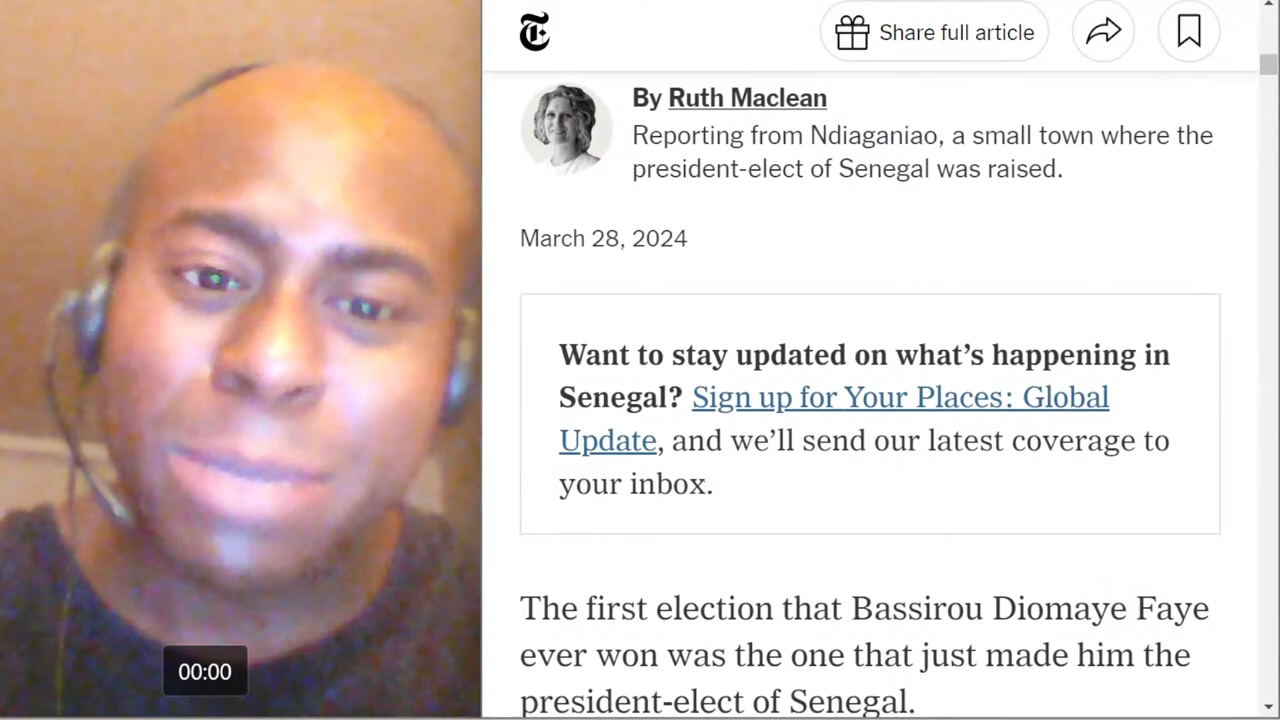 Share full article
By Ruth Maclean
Reporting from Ndiaganiao, a small town where the
president-elect of Senegal was raised.
March 28, 2024
Want to stay updated on what’s happening in
Senegal? Sign up for Your Places: Global
Update, and we’ll send our latest coverage to
your inbox.
The first election that Bassirou Diomaye Faye
ever won was the one that just made him the
president-elect of Senegal.
00:00